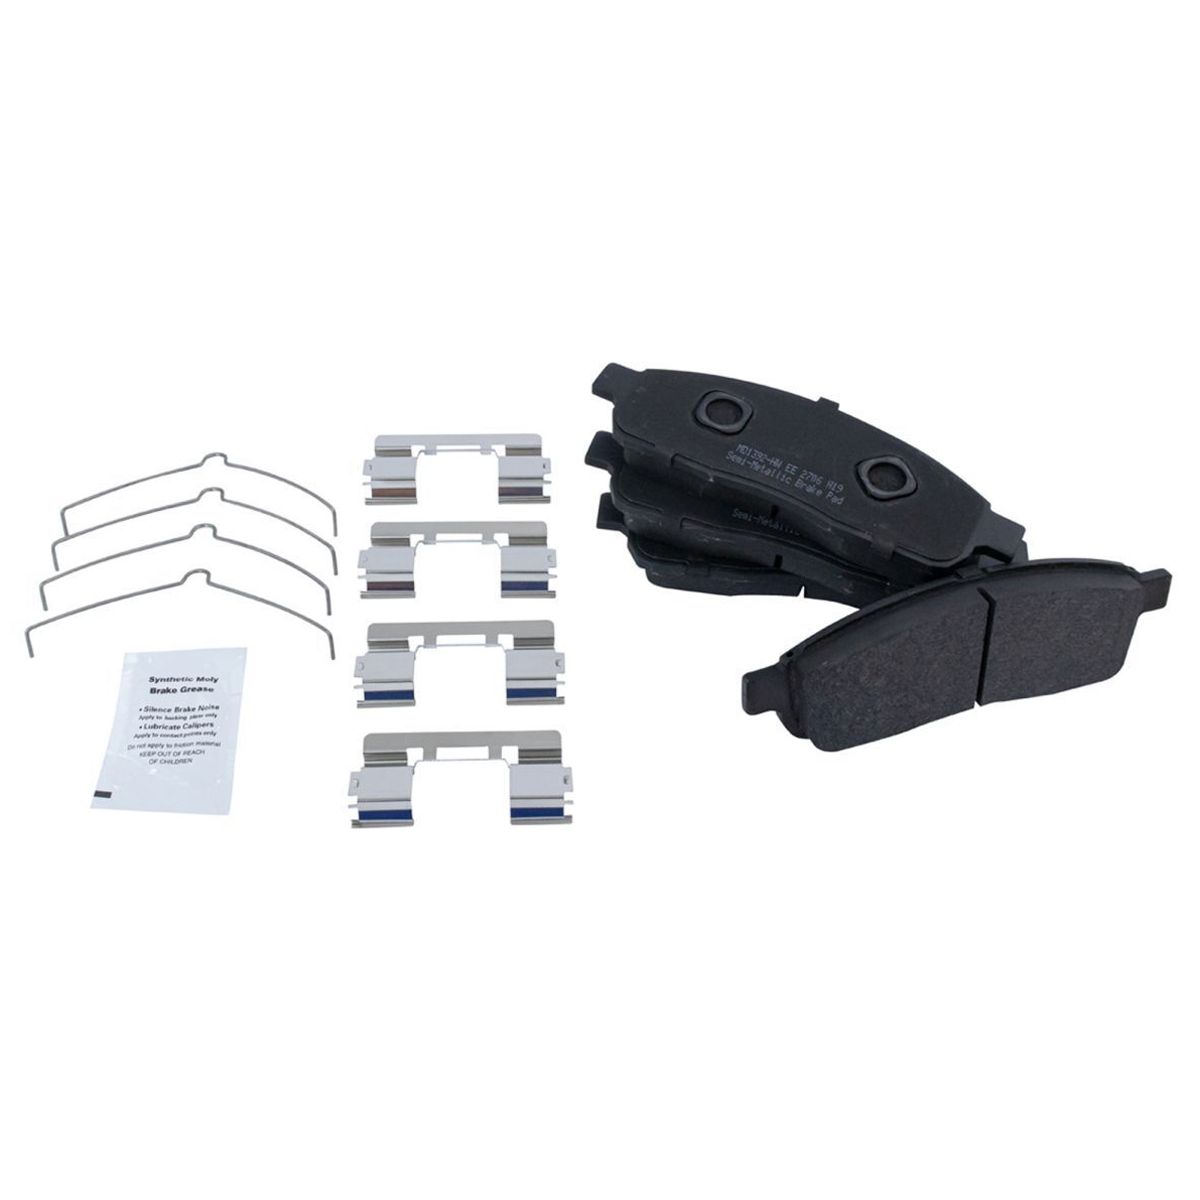 MD1392-HW EE 2706 H19
Semi-Metallic Brake Pad
Semi-Metallic
Synthetic Moly
Brake Grease
• Silence Brake Noise
Apply to backing plate only
• Lubricate Calipers
Apply to contact points only
Do not apply to friction material
KEEP OUT OF REACH
OF CHILDREN